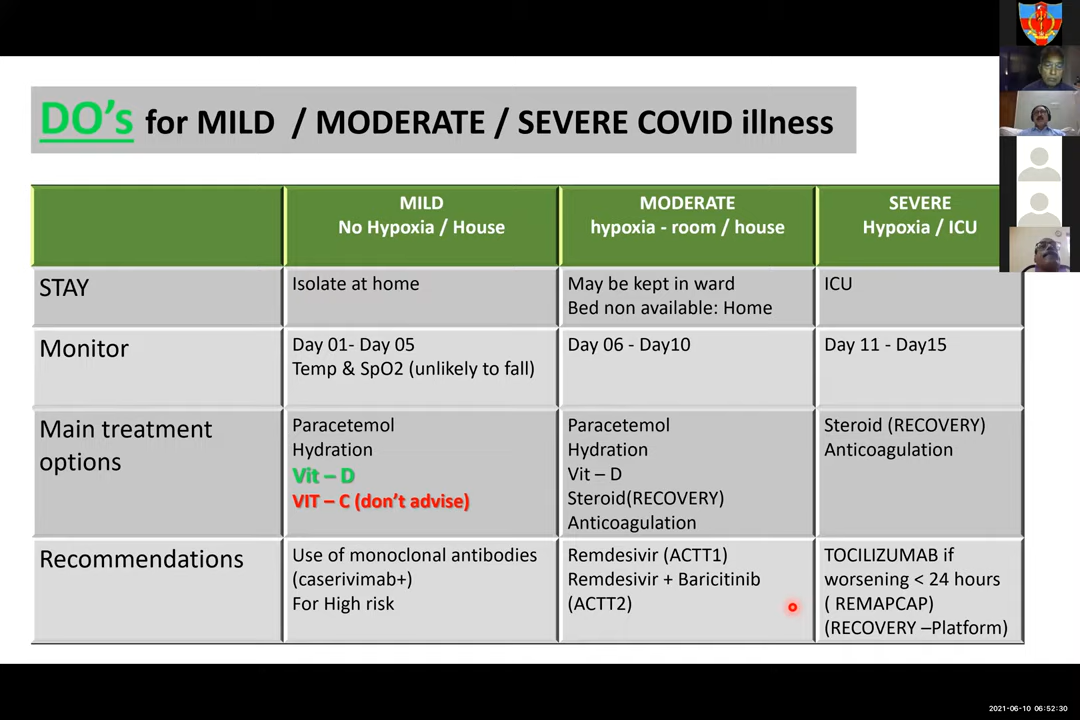 DO's for MILD / MODERATE / SEVERE COVID illness
MILD
No Hypoxia / House
MODERATE
hypoxia - room / house
SEVERE
Hypoxia / ICU
STAY
Isolate at home
May be kept in ward
Bed non available: Home
ICU
Monitor
Day 01- Day 05
Temp & SpO2 (unlikely to fall)
Day 06 - Day10
Day 11 - Day15
Main treatment
options
Paracetemol
Hydration
Vit – D
VIT – C (don't advise)
Paracetemol
Hydration
Vit – D
Steroid(RECOVERY)
Anticoagulation
Steroid (RECOVERY)
Anticoagulation
Recommendations
Use of monoclonal antibodies
(caserivimab+)
For High risk
Remdesivir (ACTT1)
Remdesivir + Baricitinib
(ACTT2)
TOCILIZUMAB if
worsening < 24 hours
( REMAPCAP)
(RECOVERY –Platform)
2021-06-10 06:52:30